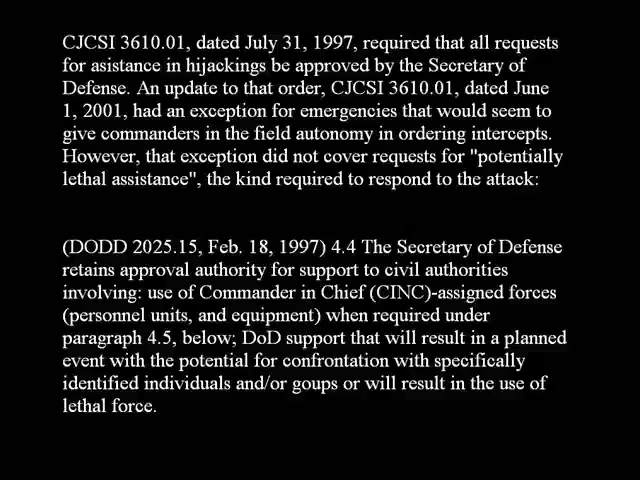 CJCSI 3610.01, dated July 31, 1997, required that all requests
for asistance in hijackings be approved by the Secretary of
Defense. An update to that order, CJCSI 3610.01, dated June
1, 2001, had an exception for emergencies that would seem to
give commanders in the field autonomy in ordering intercepts.
However, that exception did not cover requests for "potentially
lethal assistance", the kind required to respond to the attack:
(DODD 2025.15, Feb. 18, 1997) 4.4 The Secretary of Defense
retains approval authority for support to civil authorities
involving: use of Commander in Chief (CINC)-assigned forces
(personnel units, and equipment) when required under
paragraph 4.5, below; DoD support that will result in a planned
event with the potential for confrontation with specifically
identified individuals and/or goups or will result in the use of
lethal force.